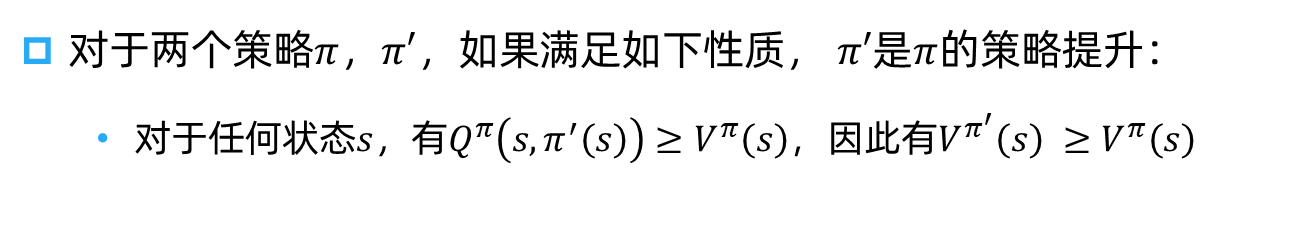 对于两个策略π，π′，如果满足如下性质， π′是π的策略提升：
• 对于任何状态s，有Q^π(s, π′(s)) ≥ V^π(s)，因此有V^π′(s) ≥ V^π(s)